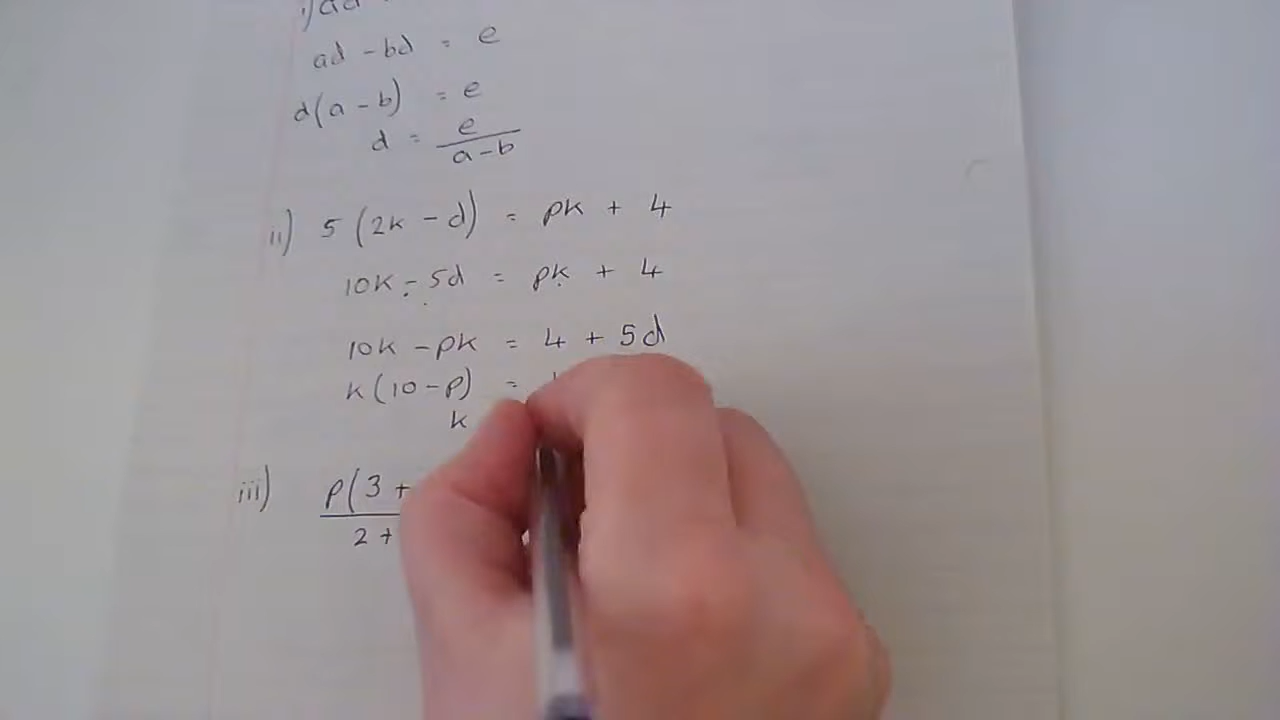 ad - bd = e
d(a - b) = e
d = e / a-b
ii) 5(2k - d) = pk + 4
10k - 5d = pk + 4
10k - pk = 4 + 5d
k(10 - p) =
k
iii) p(3 +
2 +